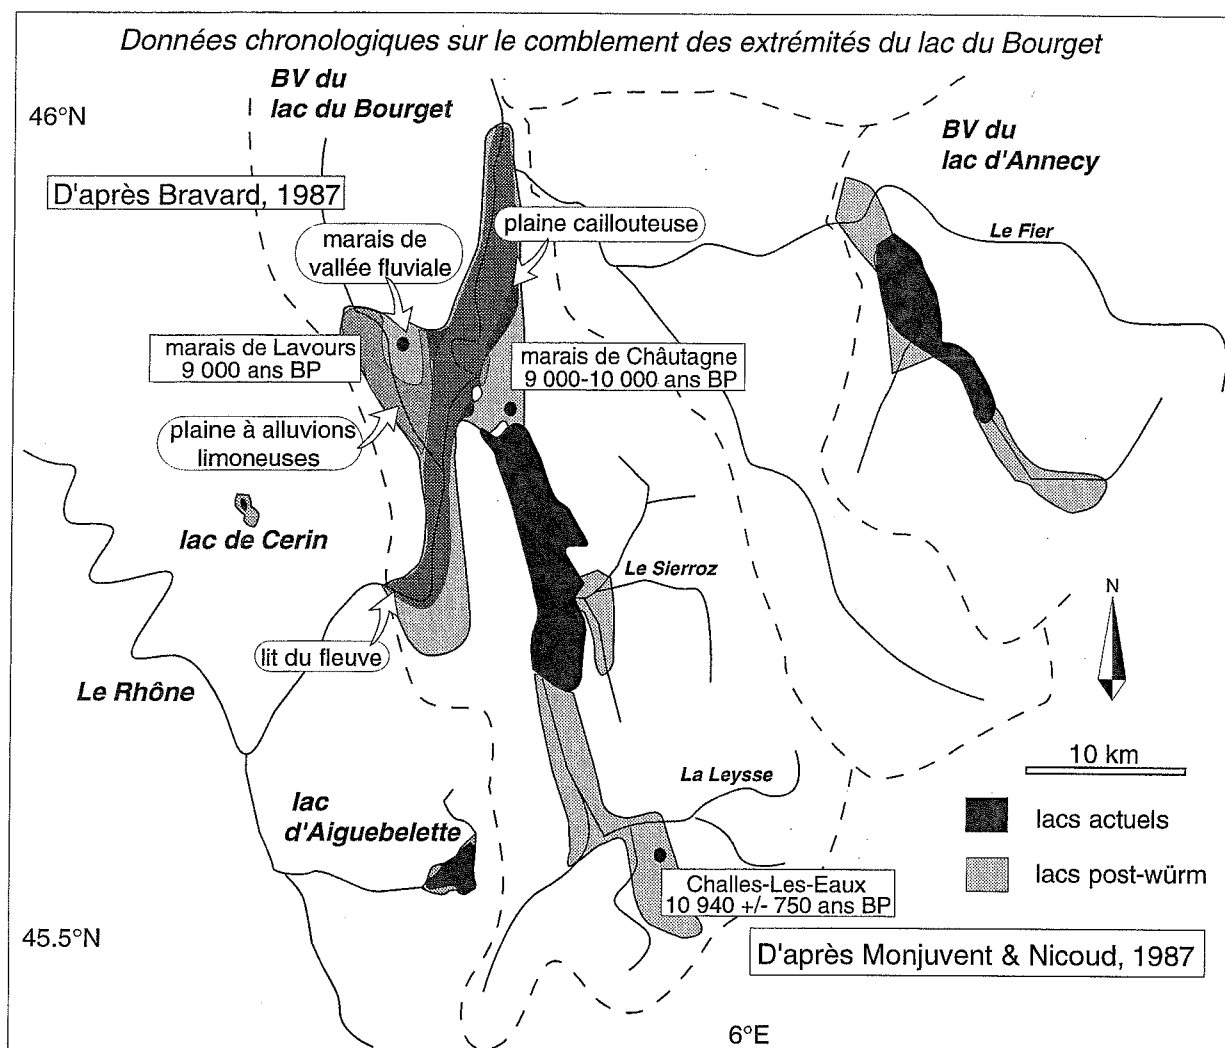 Données chronologiques sur le comblement des extrémités du lac du Bourget
BV du
lac du Bourget
46°N
BV du
lac d'Annecy
D'après Bravard, 1987
plaine caillouteuse
marais de
vallée fluviale
Le Fier
marais de Lavours
9 000 ans BP
marais de Châutagne
9 000-10 000 ans BP
plaine à alluvions
limoneuses
lac de Cerin
Le Sierroz
N
lit du fleuve
Le Rhône
10 km
La Leysse
lac
d'Aiguebelette
lacs actuels
lacs post-würm
Challes-Les-Eaux
10 940 +/- 750 ans BP
45.5°N
D'après Monjuvent & Nicoud, 1987
6°E